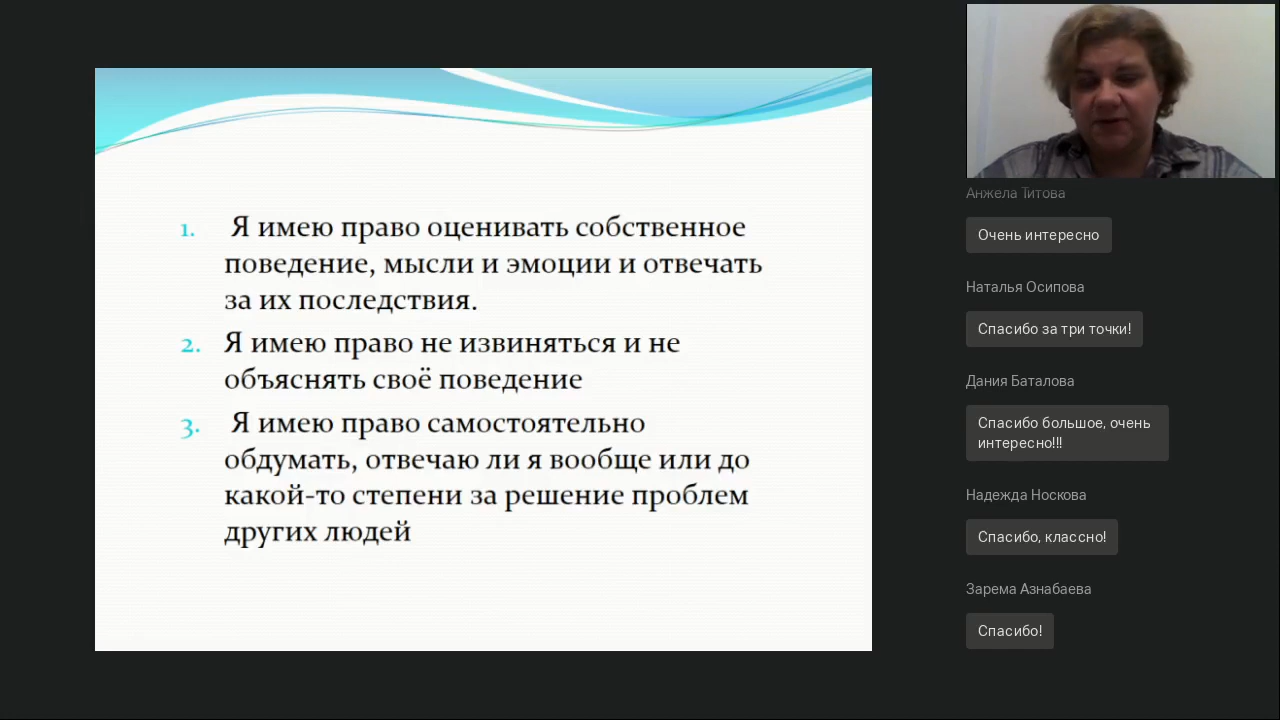 1. Я имею право оценивать собственное
поведение, мысли и эмоции и отвечать
за их последствия.
2. Я имею право не извиняться и не
объяснять своё поведение
3. Я имею право самостоятельно
обдумать, отвечаю ли я вообще или до
какой-то степени за решение проблем
других людей
Анжела Титова
Очень интересно
Наталья Осипова
Спасибо за три точки!
Дания Баталова
Спасибо большое, очень
интересно!!!
Надежда Носкова
Спасибо, классно!
Зарема Азнабаева
Спасибо!